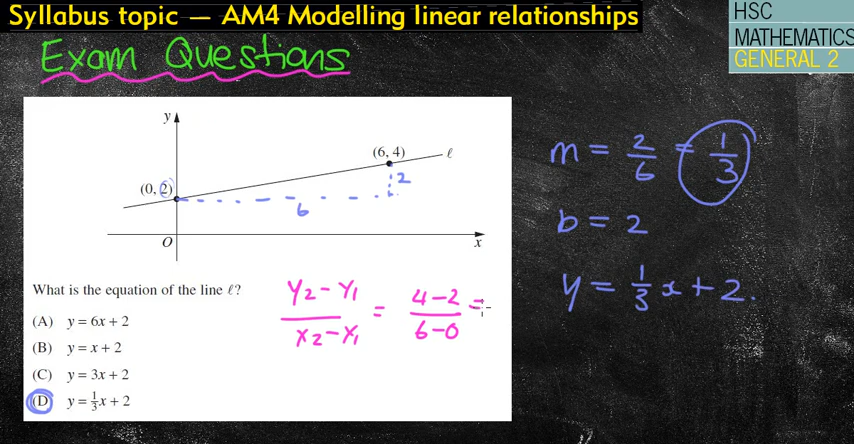 Syllabus topic — AM4 Modelling linear relationships
HSC
MATHEMATICS
GENERAL 2
Exam Questions
y
(6, 4)
ℓ
(0, 2)
2
6
O
x
What is the equation of the line ℓ?
(A) y = 6x + 2
(B) y = x + 2
(C) y = 3x + 2
(D) y = 1/3 x + 2
y₂ - y₁ / x₂ - x₁ = 4 - 2 / 6 - 0 =
m = 2/6 = 1/3
b = 2
y = 1/3 x + 2.